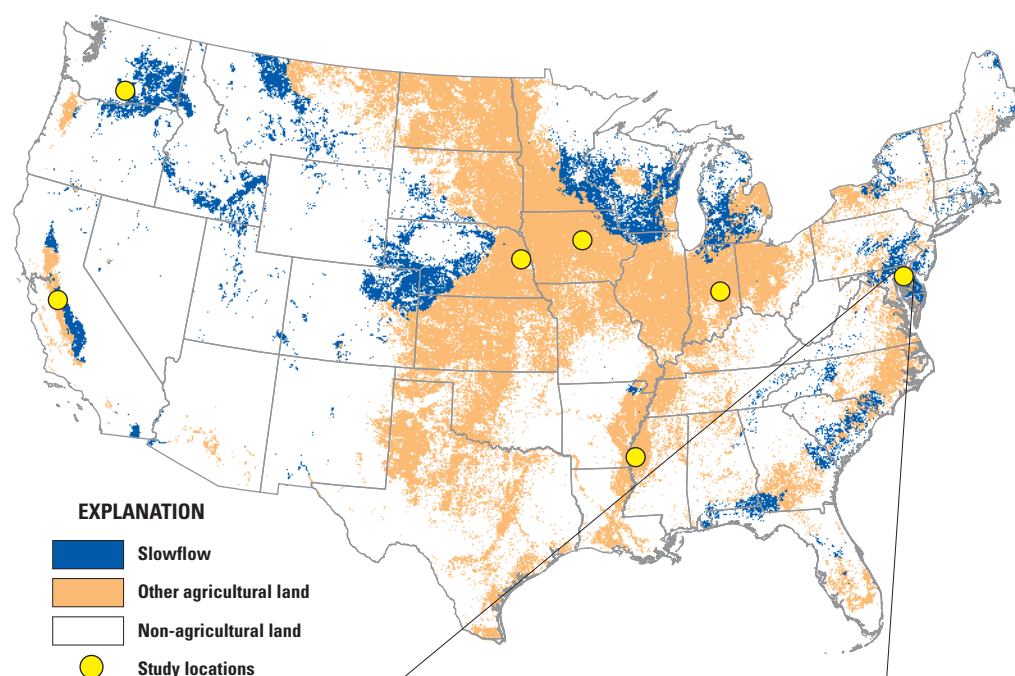 EXPLANATION
Slowflow
Other agricultural land
Non-agricultural land
Study locations